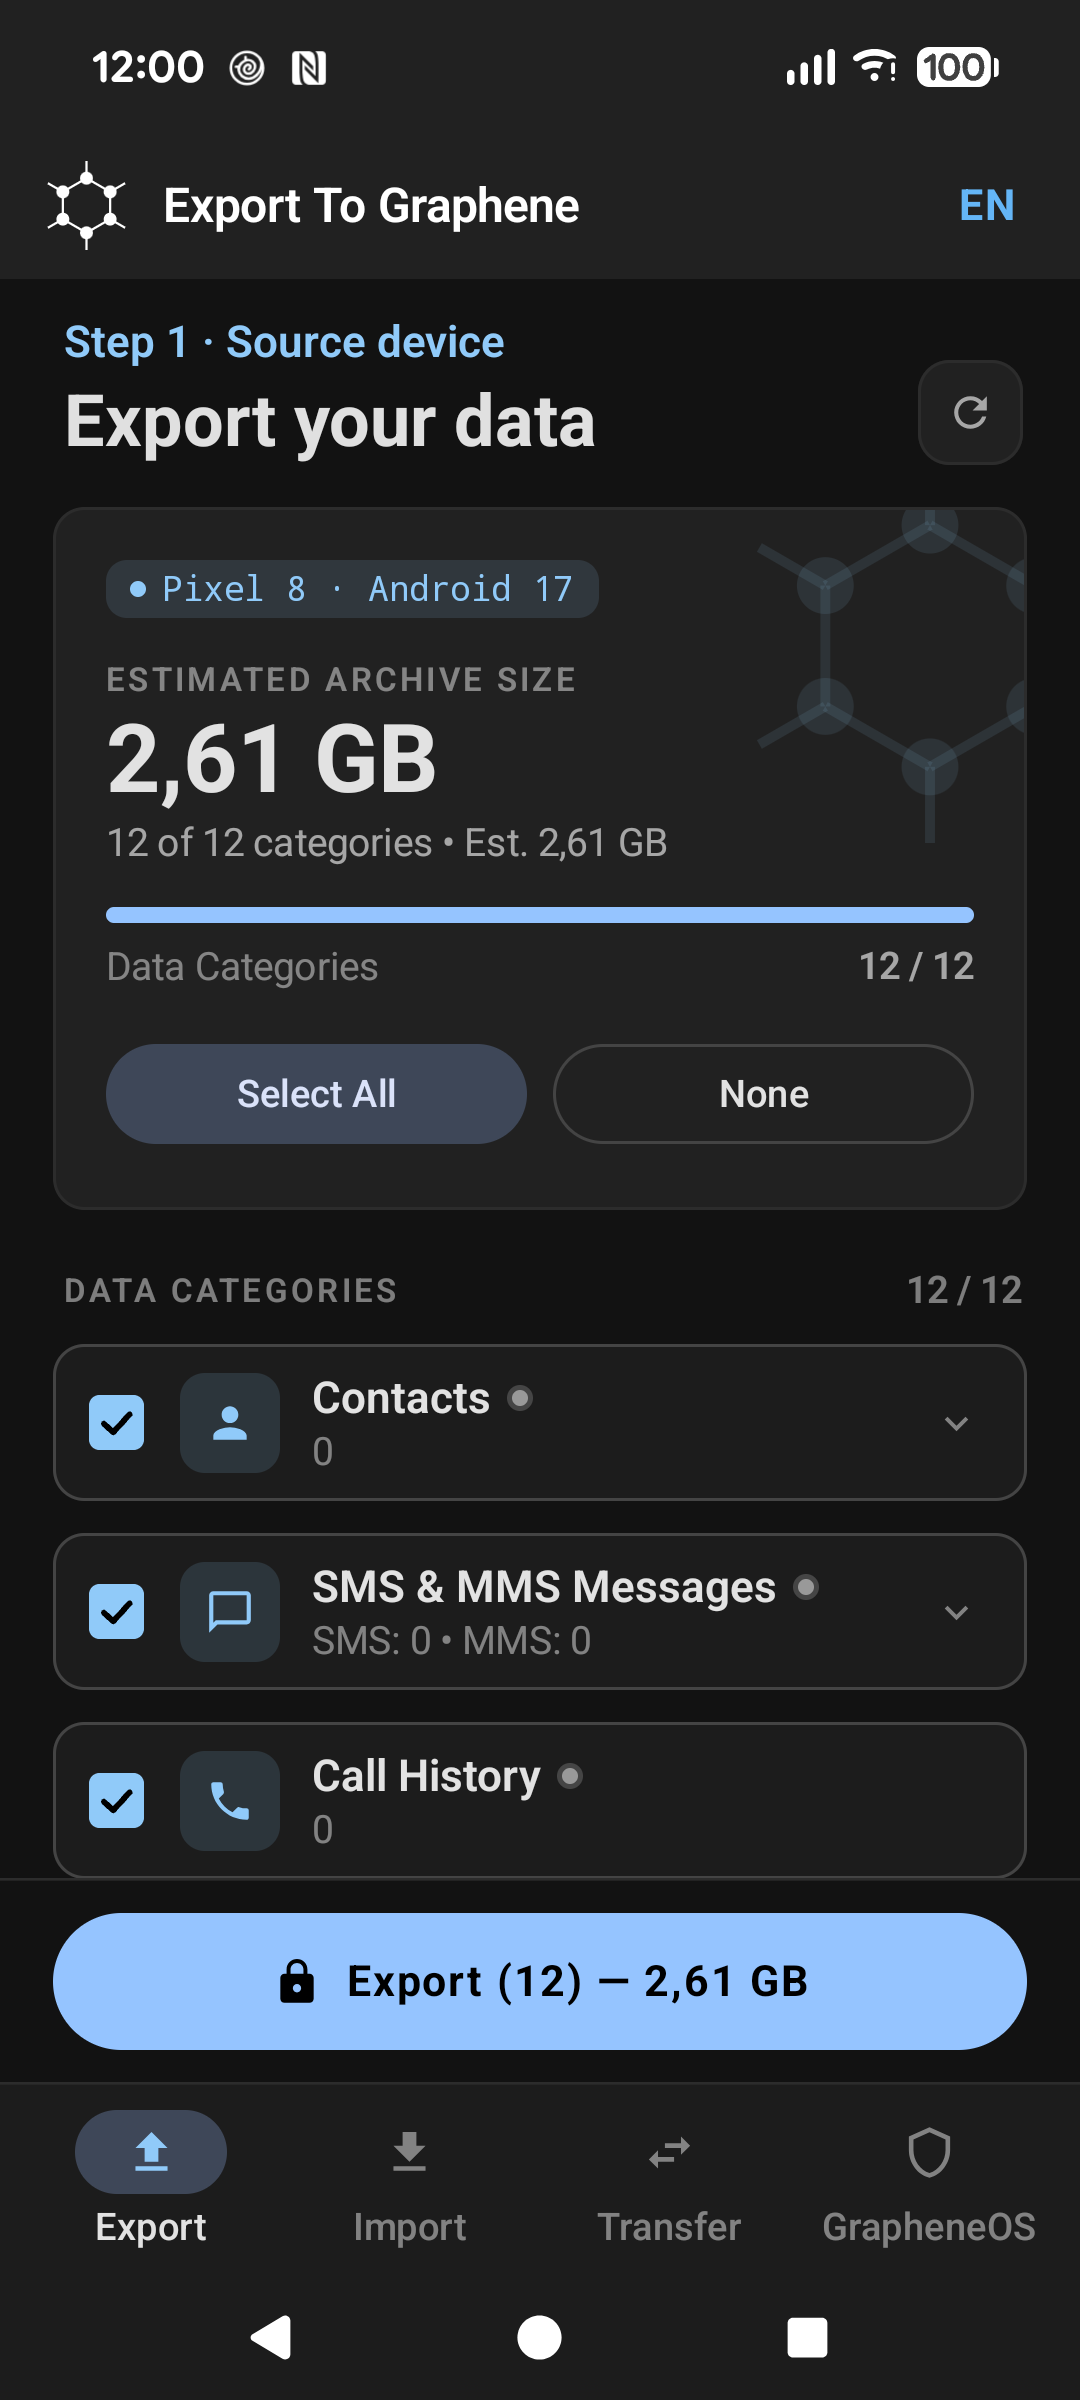 12:00
100
Export To Graphene
EN
Step 1 · Source device
Export your data
Pixel 8 · Android 17
ESTIMATED ARCHIVE SIZE
2,61 GB
12 of 12 categories • Est. 2,61 GB
Data Categories
12 / 12
Select All
None
DATA CATEGORIES
12 / 12
Contacts
0
SMS & MMS Messages
SMS: 0 • MMS: 0
Call History
0
Export (12) — 2,61 GB
Export
Import
Transfer
GrapheneOS